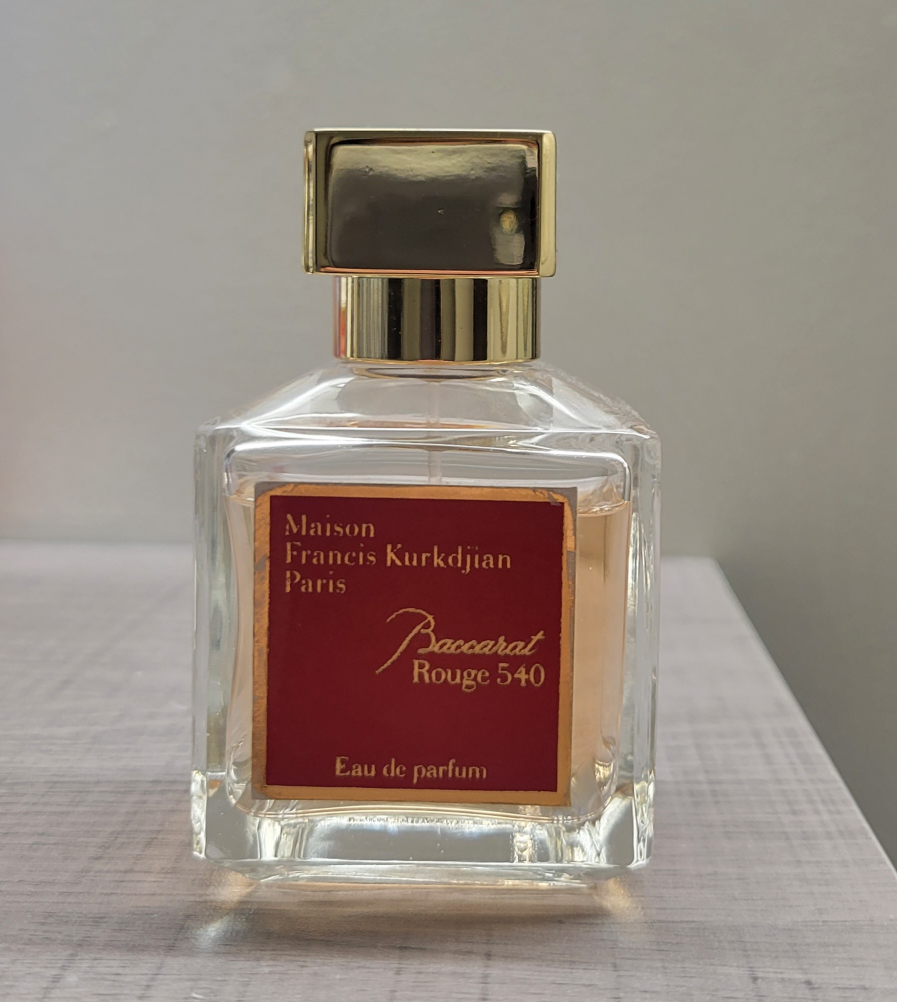 Maison
Francis Kurkdjian
Paris
Baccarat
Rouge 540
Eau de parfum